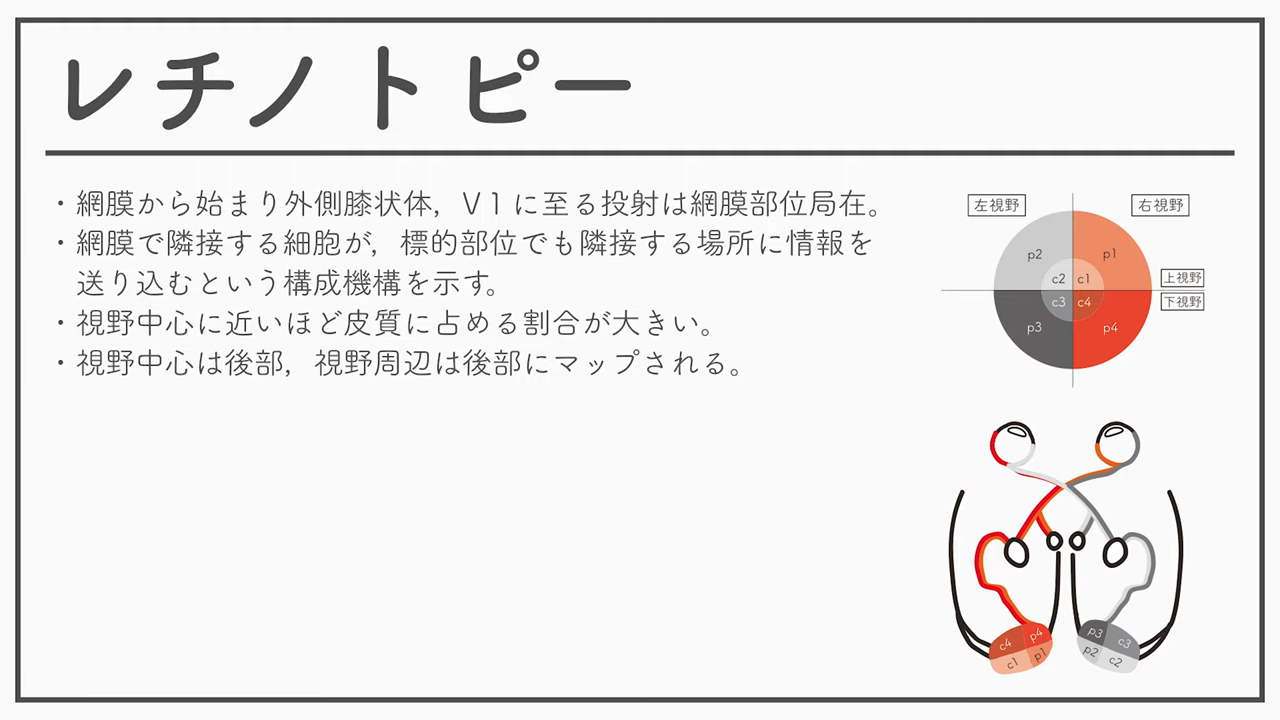 レチノトピー
・網膜から始まり外側膝状体，V１に至る投射は網膜部位局在。
・網膜で隣接する細胞が，標的部位でも隣接する場所に情報を
送り込むという構成機構を示す。
・視野中心に近いほど皮質に占める割合が大きい。
・視野中心は後部，視野周辺は後部にマップされる。
左視野
右視野
p2
p1
c2
c1
上視野
c3
c4
下視野
p3
p4
c4
p4
c1
p1
p3
c3
p2
c2